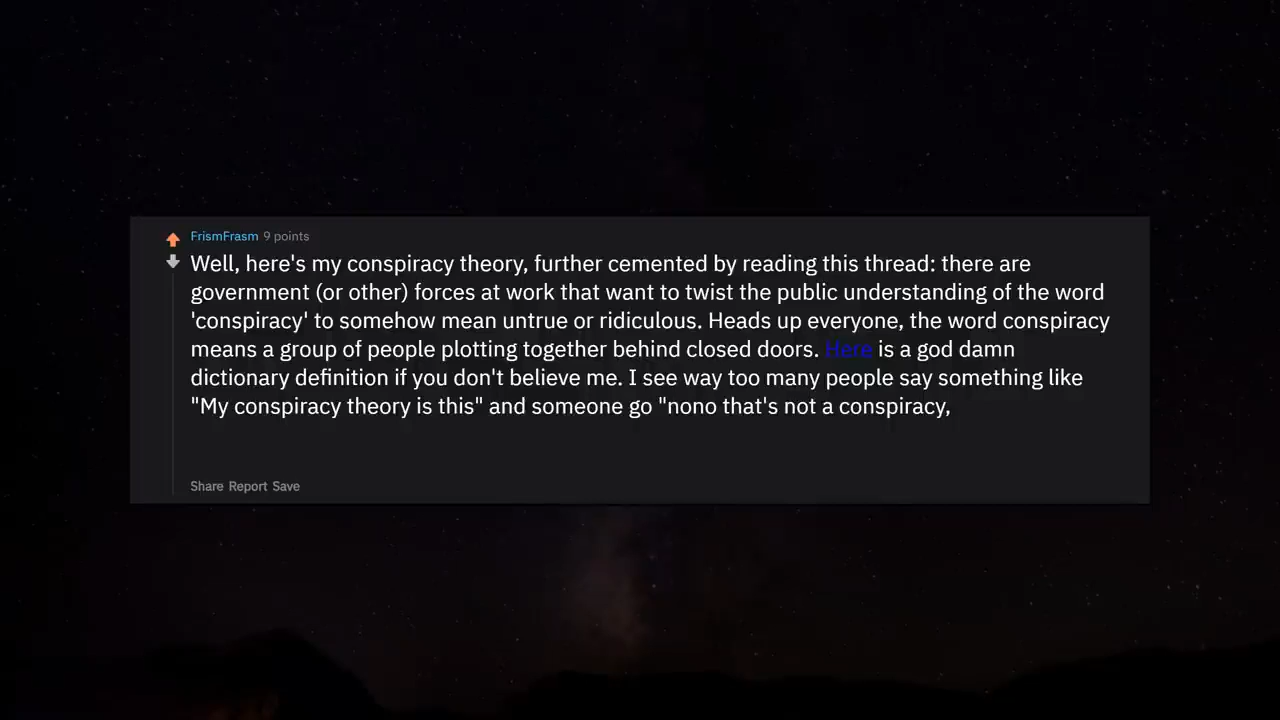 FrismFrasm 9 points
Well, here's my conspiracy theory, further cemented by reading this thread: there are
government (or other) forces at work that want to twist the public understanding of the word
'conspiracy' to somehow mean untrue or ridiculous. Heads up everyone, the word conspiracy
means a group of people plotting together behind closed doors. Here is a god damn
dictionary definition if you don't believe me. I see way too many people say something like
"My conspiracy theory is this" and someone go "nono that's not a conspiracy,
Share Report Save